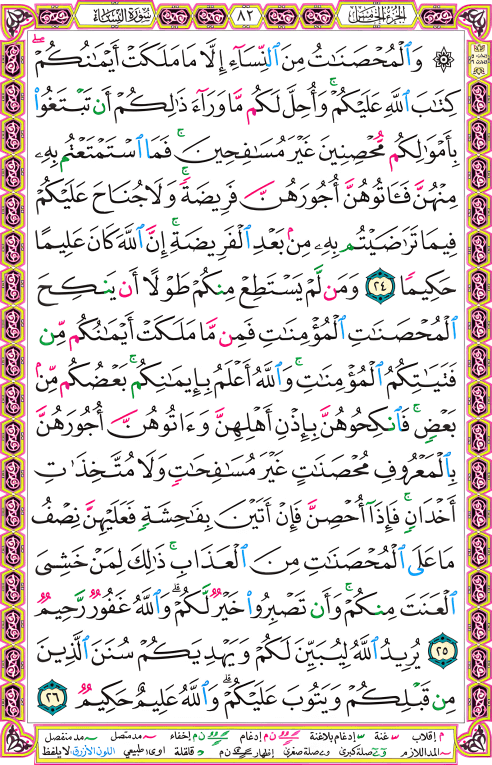 الجزء الخامس ٨٢ سورة النساء
۞ وَٱلْمُحْصَنَٰتُ مِنَ ٱلنِّسَآءِ إِلَّا مَا مَلَكَتْ أَيْمَٰنُكُمْ ۖ
كِتَٰبَ ٱللَّهِ عَلَيْكُمْ ۚ وَأُحِلَّ لَكُم مَّا وَرَآءَ ذَٰلِكُمْ أَن تَبْتَغُوا۟
بِأَمْوَٰلِكُم مُّحْصِنِينَ غَيْرَ مُسَٰفِحِينَ ۚ فَمَا ٱسْتَمْتَعْتُم بِهِۦ
مِنْهُنَّ فَـَٔاتُوهُنَّ أُجُورَهُنَّ فَرِيضَةً ۚ وَلَا جُنَاحَ عَلَيْكُمْ
فِيمَا تَرَٰضَيْتُم بِهِۦ مِنۢ بَعْدِ ٱلْفَرِيضَةِ ۚ إِنَّ ٱللَّهَ كَانَ عَلِيمًا
حَكِيمًا ٢٤ وَمَن لَّمْ يَسْتَطِعْ مِنكُمْ طَوْلًا أَن يَنكِحَ
ٱلْمُحْصَنَٰتِ ٱلْمُؤْمِنَٰتِ فَمِن مَّا مَلَكَتْ أَيْمَٰنُكُم مِّن
فَتَيَٰتِكُمُ ٱلْمُؤْمِنَٰتِ ۚ وَٱللَّهُ أَعْلَمُ بِإِيمَٰنِكُم ۚ بَعْضُكُم مِّنۢ
بَعْضٍ ۚ فَٱنكِحُوهُنَّ بِإِذْنِ أَهْلِهِنَّ وَءَاتُوهُنَّ أُجُورَهُنَّ
بِٱلْمَعْرُوفِ مُحْصَنَٰتٍ غَيْرَ مُسَٰفِحَٰتٍ وَلَا مُتَّخِذَٰتِ
أَخْدَانٍ ۚ فَإِذَآ أُحْصِنَّ فَإِنْ أَتَيْنَ بِفَٰحِشَةٍ فَعَلَيْهِنَّ نِصْفُ
مَا عَلَى ٱلْمُحْصَنَٰتِ مِنَ ٱلْعَذَابِ ۚ ذَٰلِكَ لِمَنْ خَشِىَ
ٱلْعَنَتَ مِنكُمْ ۚ وَأَن تَصْبِرُوا۟ خَيْرٌ لَّكُمْ ۗ وَٱللَّهُ غَفُورٌ رَّحِيمٌ
٢٥ يُرِيدُ ٱللَّهُ لِيُبَيِّنَ لَكُمْ وَيَهْدِيَكُمْ سُنَنَ ٱلَّذِينَ
مِن قَبْلِكُمْ وَيَتُوبَ عَلَيْكُمْ ۗ وَٱللَّهُ عَلِيمٌ حَكِيمٌ ٢٦
م إقلاب غنة إدغام بلاغنة ن م إدغام ن م إخفاء مد متصل مد منفصل
المد اللازم صلة كبرى وصلة صغرى إظهار ن م قلقلة اوى طبيعي اللون الأزرق لا يلفظ